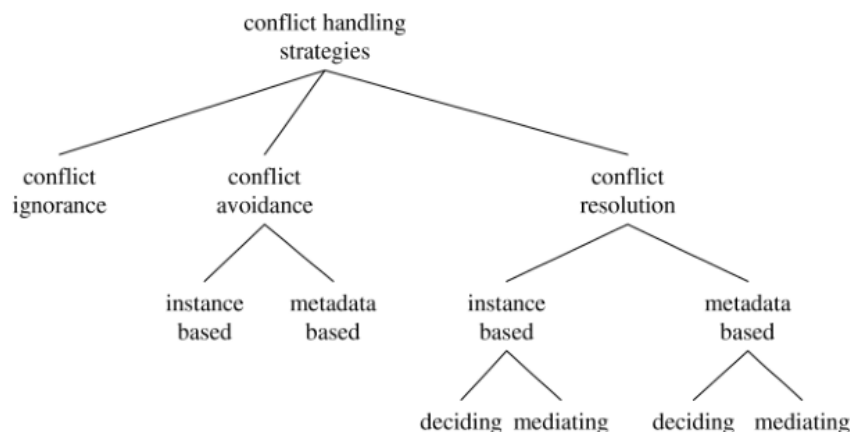 conflict handling
strategies
conflict
ignorance
conflict
avoidance
conflict
resolution
instance
based
metadata
based
instance
based
metadata
based
deciding
mediating
deciding
mediating